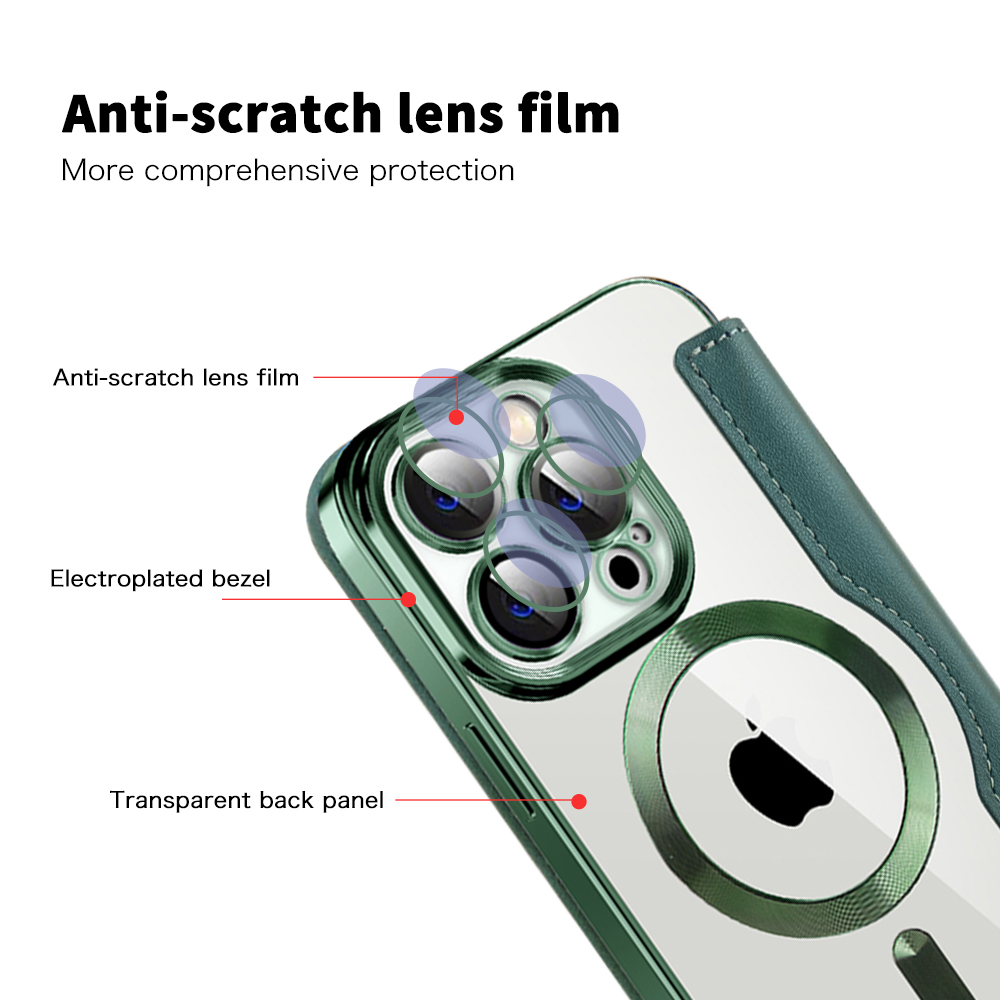 Anti-scratch lens film
More comprehensive protection
Anti-scratch lens film
Electroplated bezel
Transparent back panel